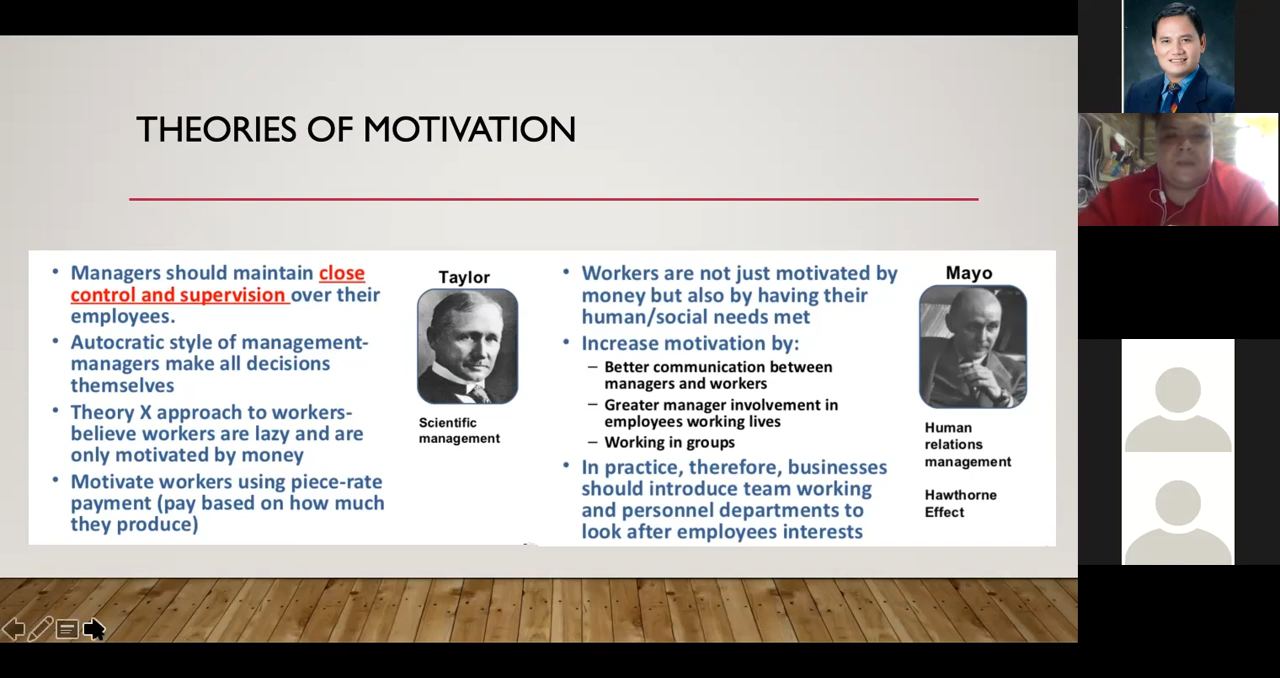 THEORIES OF MOTIVATION
• Managers should maintain close
control and supervision over their
employees.
• Autocratic style of management-
managers make all decisions
themselves
• Theory X approach to workers-
believe workers are lazy and are
only motivated by money
• Motivate workers using piece-rate
payment (pay based on how much
they produce)
Taylor
Scientific
management
• Workers are not just motivated by
money but also by having their
human/social needs met
• Increase motivation by:
– Better communication between
managers and workers
– Greater manager involvement in
employees working lives
– Working in groups
• In practice, therefore, businesses
should introduce team working
and personnel departments to
look after employees interests
Mayo
Human
relations
management
Hawthorne
Effect